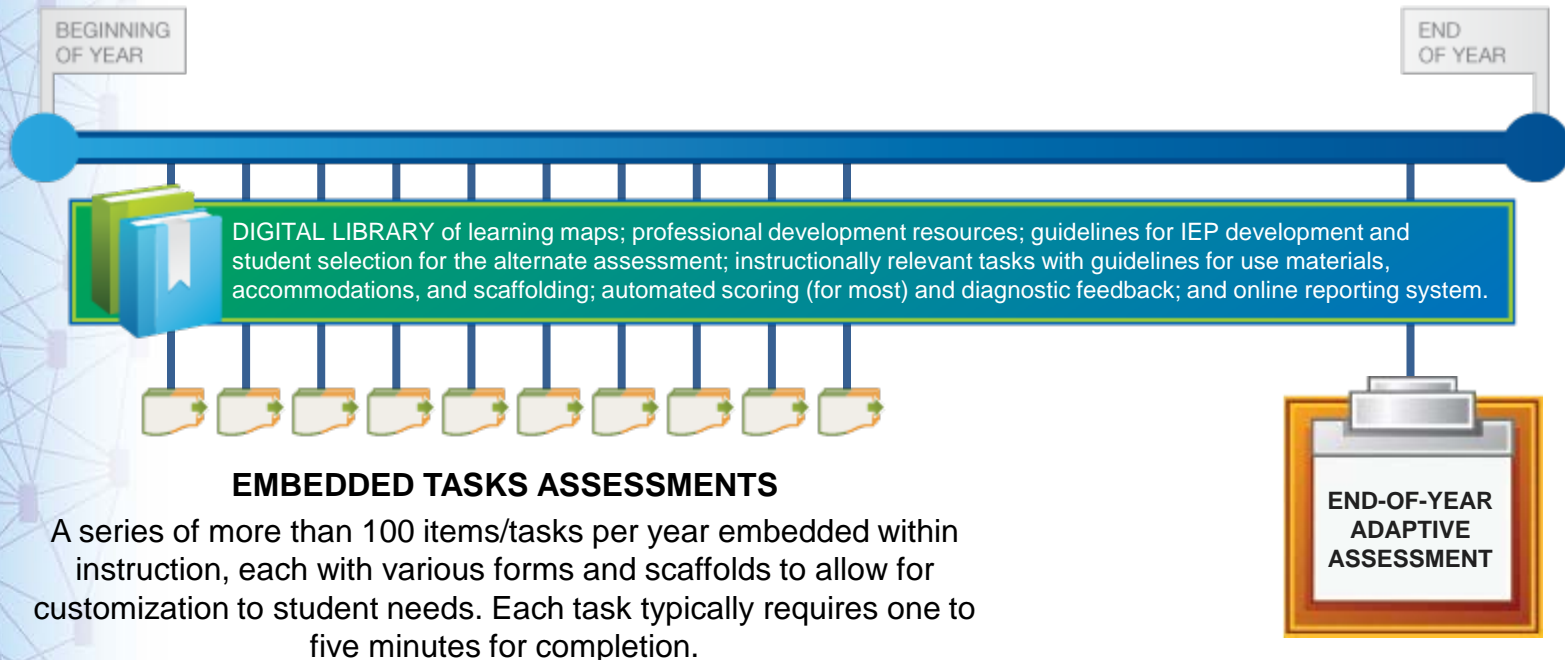 BEGINNING
OF YEAR
END
OF YEAR
DIGITAL LIBRARY of learning maps; professional development resources; guidelines for IEP development and
student selection for the alternate assessment; instructionally relevant tasks with guidelines for use materials,
accommodations, and scaffolding; automated scoring (for most) and diagnostic feedback; and online reporting system.
EMBEDDED TASKS ASSESSMENTS
A series of more than 100 items/tasks per year embedded within
instruction, each with various forms and scaffolds to allow for
customization to student needs. Each task typically requires one to
five minutes for completion.
END-OF-YEAR
ADAPTIVE
ASSESSMENT